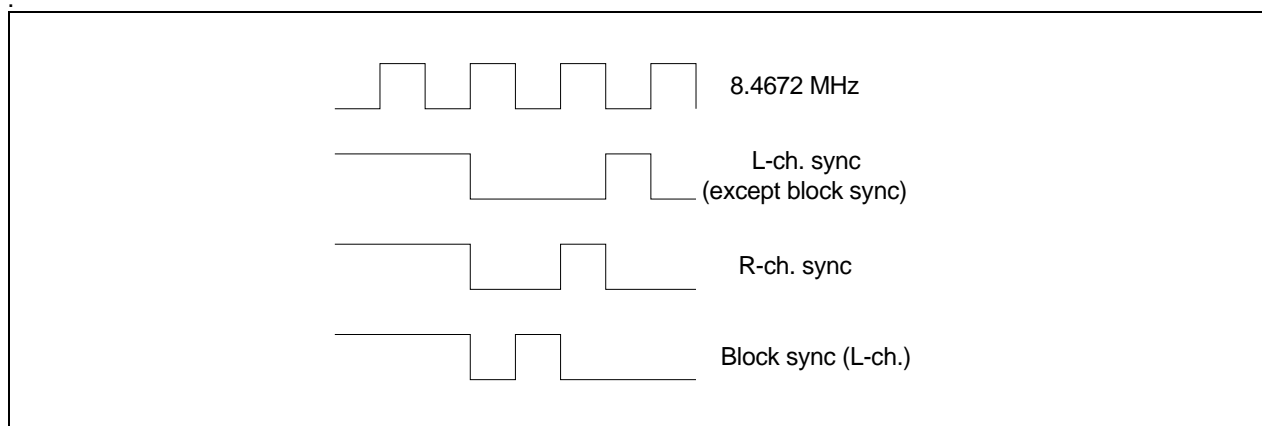 .
8.4672 MHz
L-ch. sync
(except block sync)
R-ch. sync
Block sync (L-ch.)